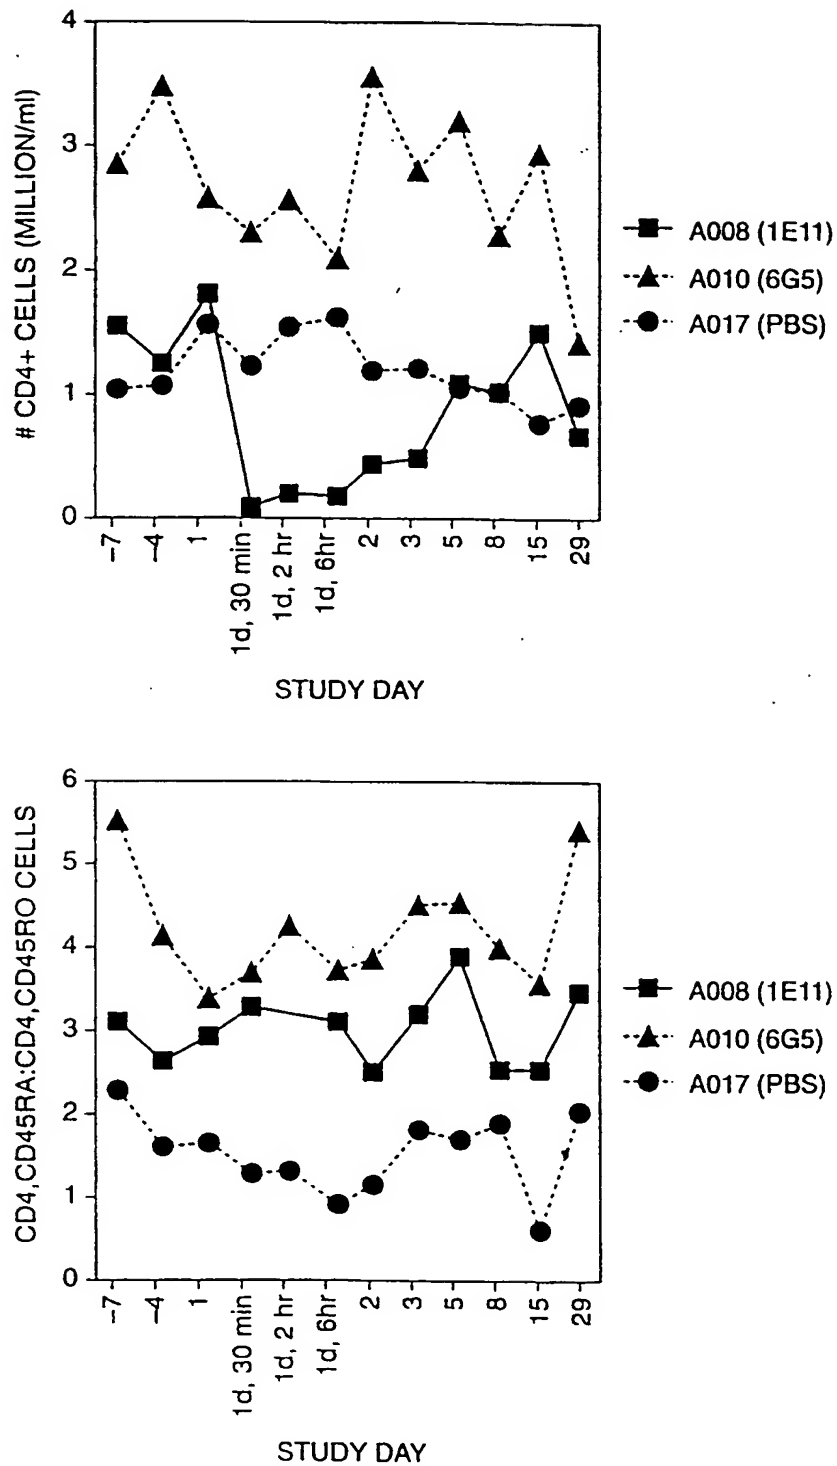 # CD4+ CELLS (MILLION/ml)
4
3
2
1
0
-7
-4
1
1d, 30 min
1d, 2 hr
1d, 6hr
2
3
5
8
15
29
STUDY DAY
A008 (1E11)
A010 (6G5)
A017 (PBS)
CD4,CD45RA:CD4,CD45RO CELLS
6
5
4
3
2
1
0
-7
-4
1
1d, 30 min
1d, 2 hr
1d, 6hr
2
3
5
8
15
29
STUDY DAY
A008 (1E11)
A010 (6G5)
A017 (PBS)